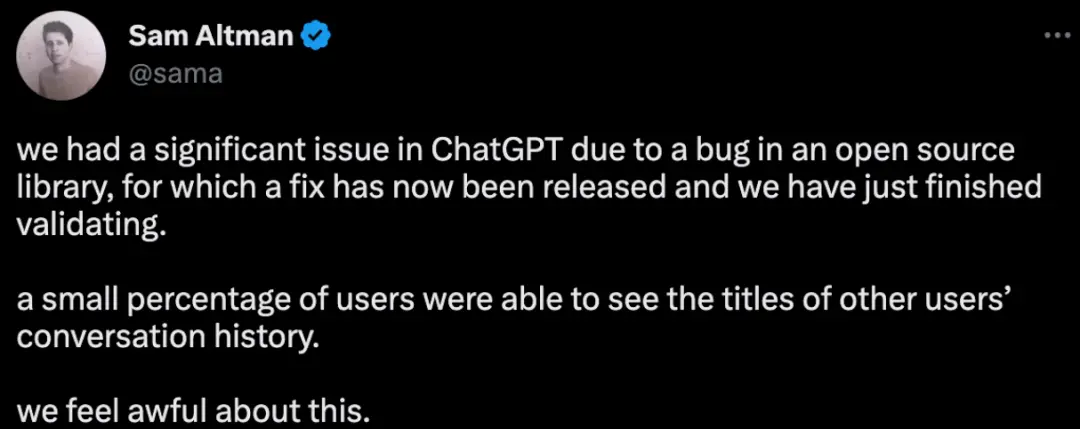 Sam Altman
@sama
we had a significant issue in ChatGPT due to a bug in an open source
library, for which a fix has now been released and we have just finished
validating.
a small percentage of users were able to see the titles of other users’
conversation history.
we feel awful about this.